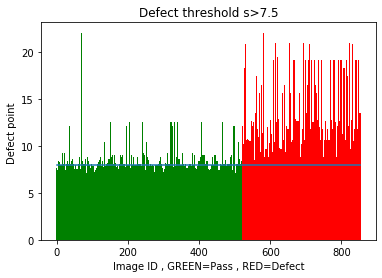 Defect threshold s>7.5
Defect point
20
15
10
5
0
0 200 400 600 800
Image ID , GREEN=Pass , RED=Defect